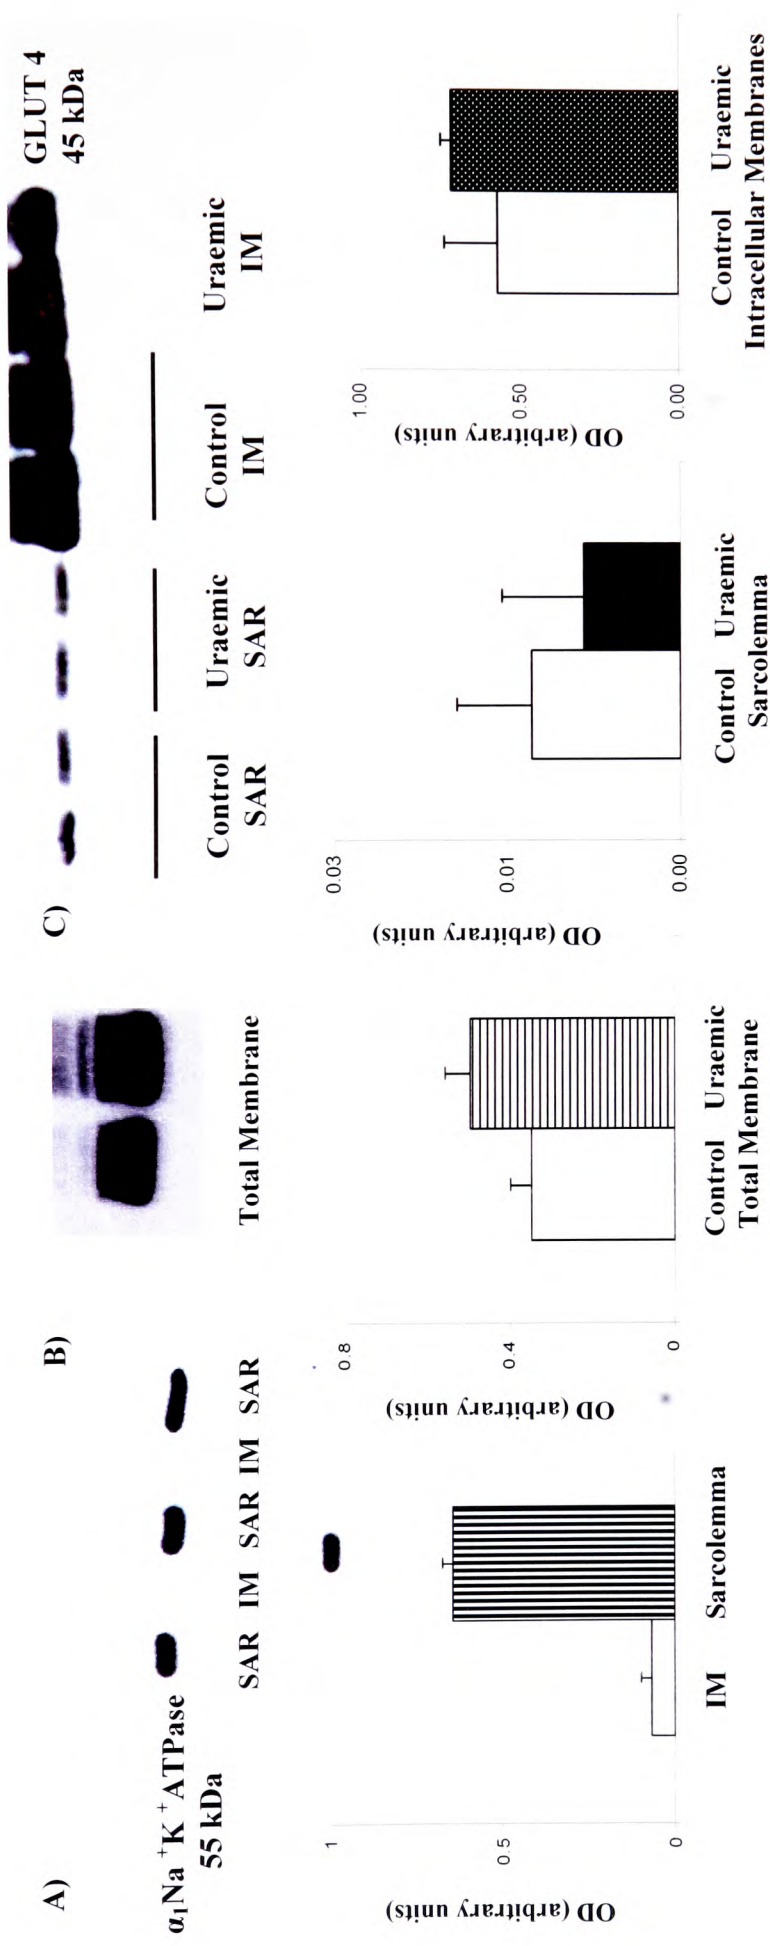 A)
α₁Na⁺K⁺ATPase
55 kDa
SAR IM SAR IM SAR
OD (arbitrary units)
1
0.5
0
IM Sarcolemma
B)
Total Membrane
OD (arbitrary units)
0.8
0.4
0
Control Uraemic
Total Membrane
C)
GLUT 4
45 kDa
Control
SAR
Uraemic
SAR
Control
IM
Uraemic
IM
OD (arbitrary units)
0.03
0.01
0.00
Control Uraemic
Sarcolemma
OD (arbitrary units)
1.00
0.50
0.00
Control Uraemic
Intracellular Membranes